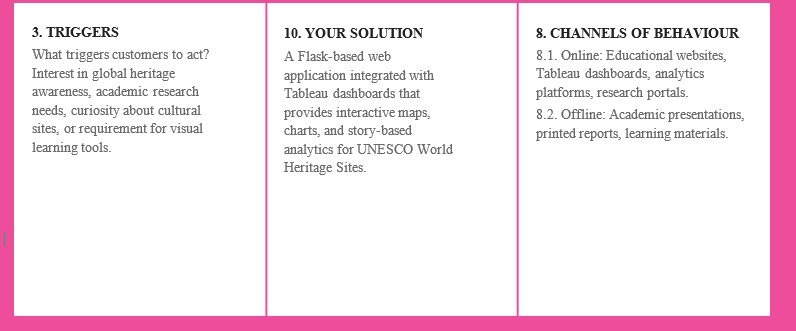 3. TRIGGERS
What triggers customers to act?
Interest in global heritage
awareness, academic research
needs, curiosity about cultural
sites, or requirement for visual
learning tools.
10. YOUR SOLUTION
A Flask-based web
application integrated with
Tableau dashboards that
provides interactive maps,
charts, and story-based
analytics for UNESCO World
Heritage Sites.
8. CHANNELS OF BEHAVIOUR
8.1. Online: Educational websites,
Tableau dashboards, analytics
platforms, research portals.
8.2. Offline: Academic presentations,
printed reports, learning materials.